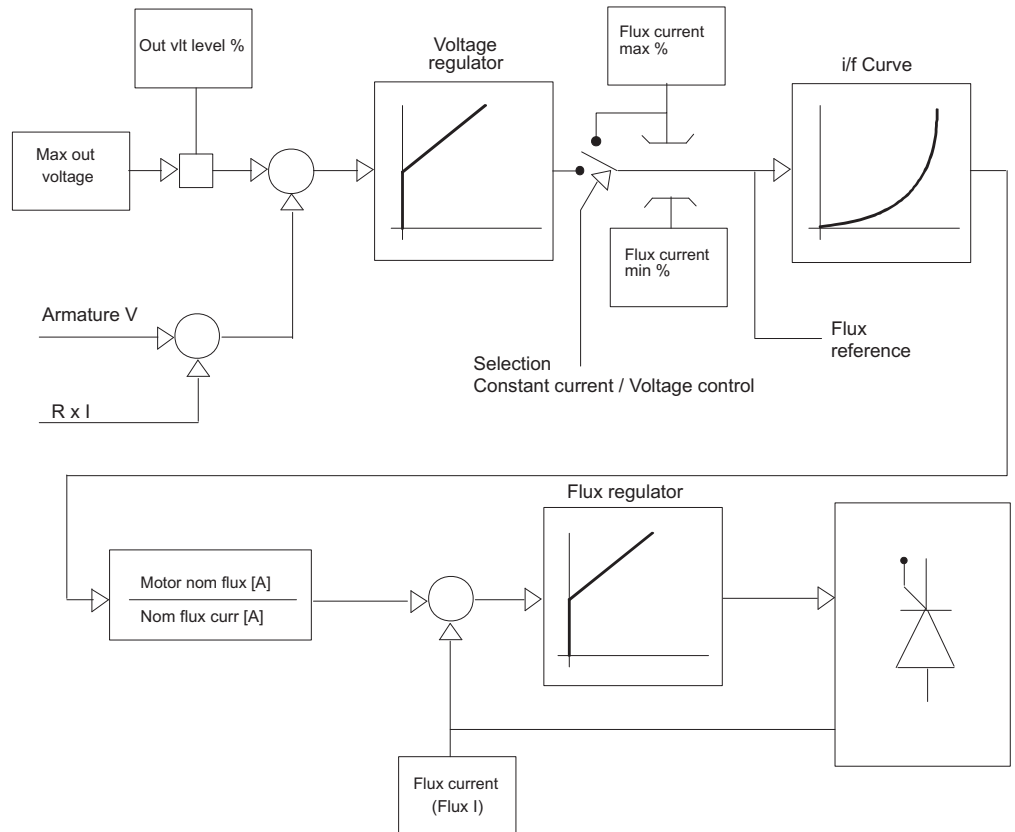 Out vlt level %
Voltage
regulator
Flux current
max %
i/f Curve
Max out
voltage
Flux current
min %
Armature V
Flux
reference
Selection
Constant current / Voltage control
R x I
Flux regulator
Motor nom flux [A]
Nom flux curr [A]
Flux current
(Flux I)